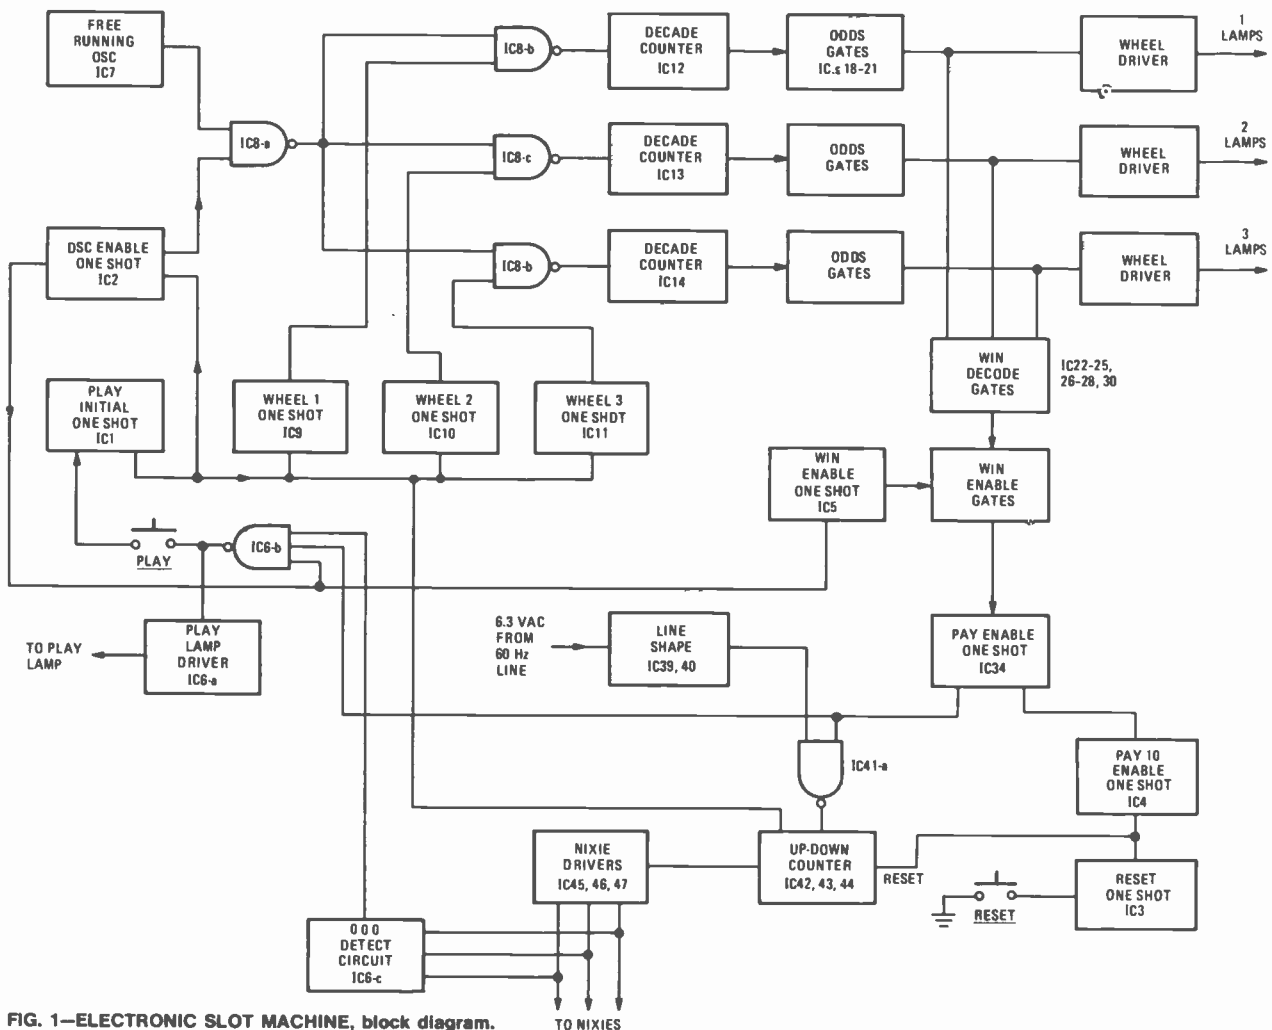 FREE
RUNNING
OSC
IC7
IC8-a
IC8-b
DECADE
COUNTER
IC12
ODDS
GATES
IC.s 18-21
WHEEL
DRIVER
1
LAMPS
IC8-c
DECADE
COUNTER
IC13
ODDS
GATES
WHEEL
DRIVER
2
LAMPS
DSC ENABLE
ONE SHOT
IC2
IC8-b
DECADE
COUNTER
IC14
ODDS
GATES
WHEEL
DRIVER
3
LAMPS
PLAY
INITIAL
ONE SHOT
IC1
WHEEL 1
ONE SHOT
IC9
WHEEL 2
ONE SHOT
IC10
WHEEL 3
ONE SHDT
IC11
WIN
DECODE
GATES
IC22-25,
26-28, 30
WIN
ENABLE
ONE SHOT
IC5
WIN
ENABLE
GATES
PLAY
IC6-b
TO PLAY
LAMP
PLAY
LAMP
DRIVER
IC6-a
6.3 VAC
FROM
60 Hz
LINE
LINE
SHAPE
IC39, 40
PAY ENABLE
ONE SHOT
IC34
IC41-a
PAY 10
ENABLE
ONE SHOT
IC4
NIXIE
DRIVERS
IC45, 46, 47
UP-DOWN
COUNTER
IC42, 43, 44
RESET
RESET
RESET
ONE SHOT
IC3
000
DETECT
CIRCUIT
IC6-c
TO NIXIES
FIG. 1—ELECTRONIC SLOT MACHINE, block diagram.